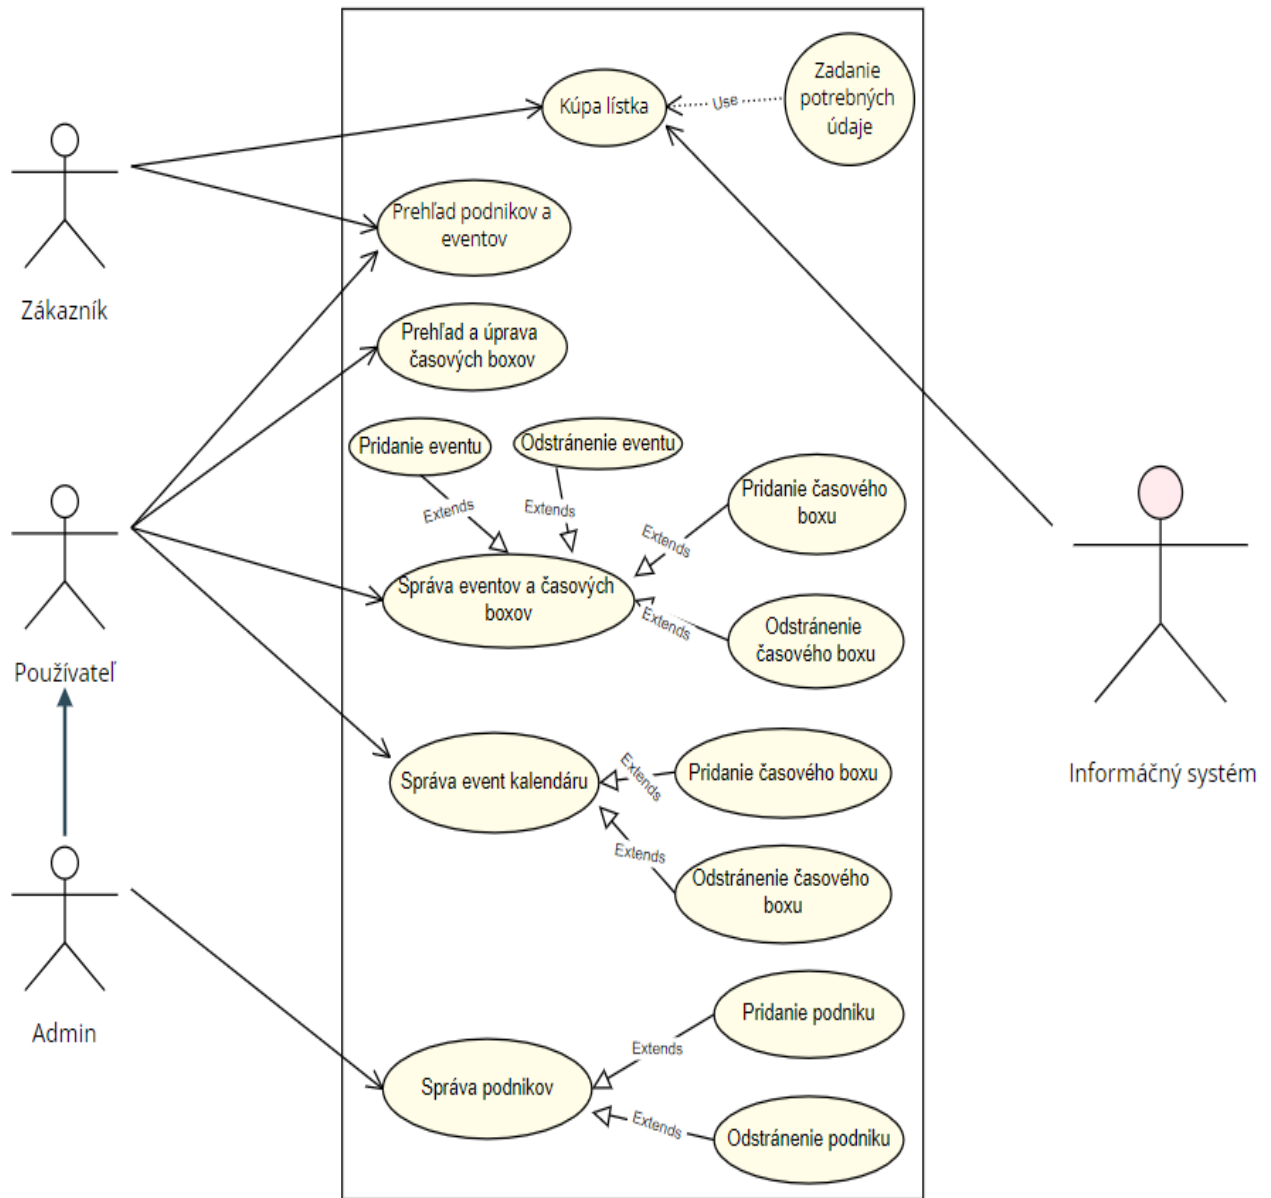 Zadanie
potrebných
údaje
Kúpa lístka
Use
Prehľad podnikov a
eventov
Zákazník
Prehľad a úprava
časových boxov
Pridanie eventu
Odstránenie eventu
Pridanie časového
boxu
Extends
Extends
Extends
Správa eventov a časových
boxov
Extends
Odstránenie
časového boxu
Používateľ
Správa event kalendáru
Extends
Pridanie časového boxu
Informáčný systém
Extends
Odstránenie časového
boxu
Admin
Pridanie podniku
Extends
Správa podnikov
Extends
Odstránenie podniku